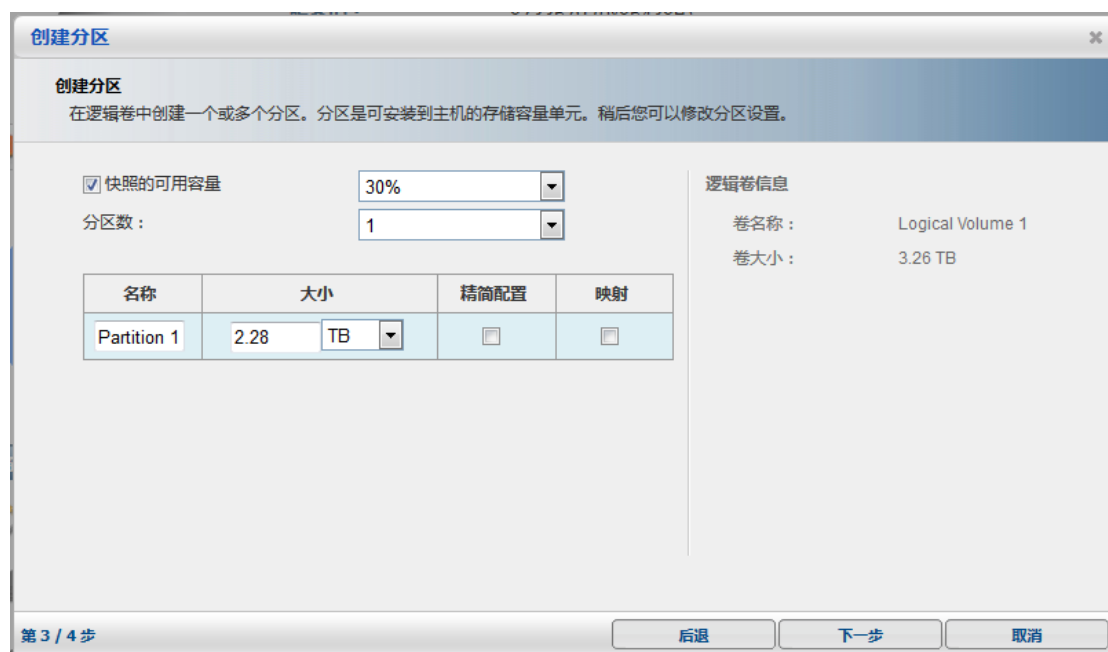 创建分区
创建分区
在逻辑卷中创建一个或多个分区。分区是可安装到主机的存储容量单元。稍后您可以修改分区设置。
快照的可用容量 30%
分区数： 1
名称 大小 精简配置 映射
Partition 1 2.28 TB
逻辑卷信息
卷名称： Logical Volume 1
卷大小： 3.26 TB
第 3 / 4 步 后退 下一步 取消